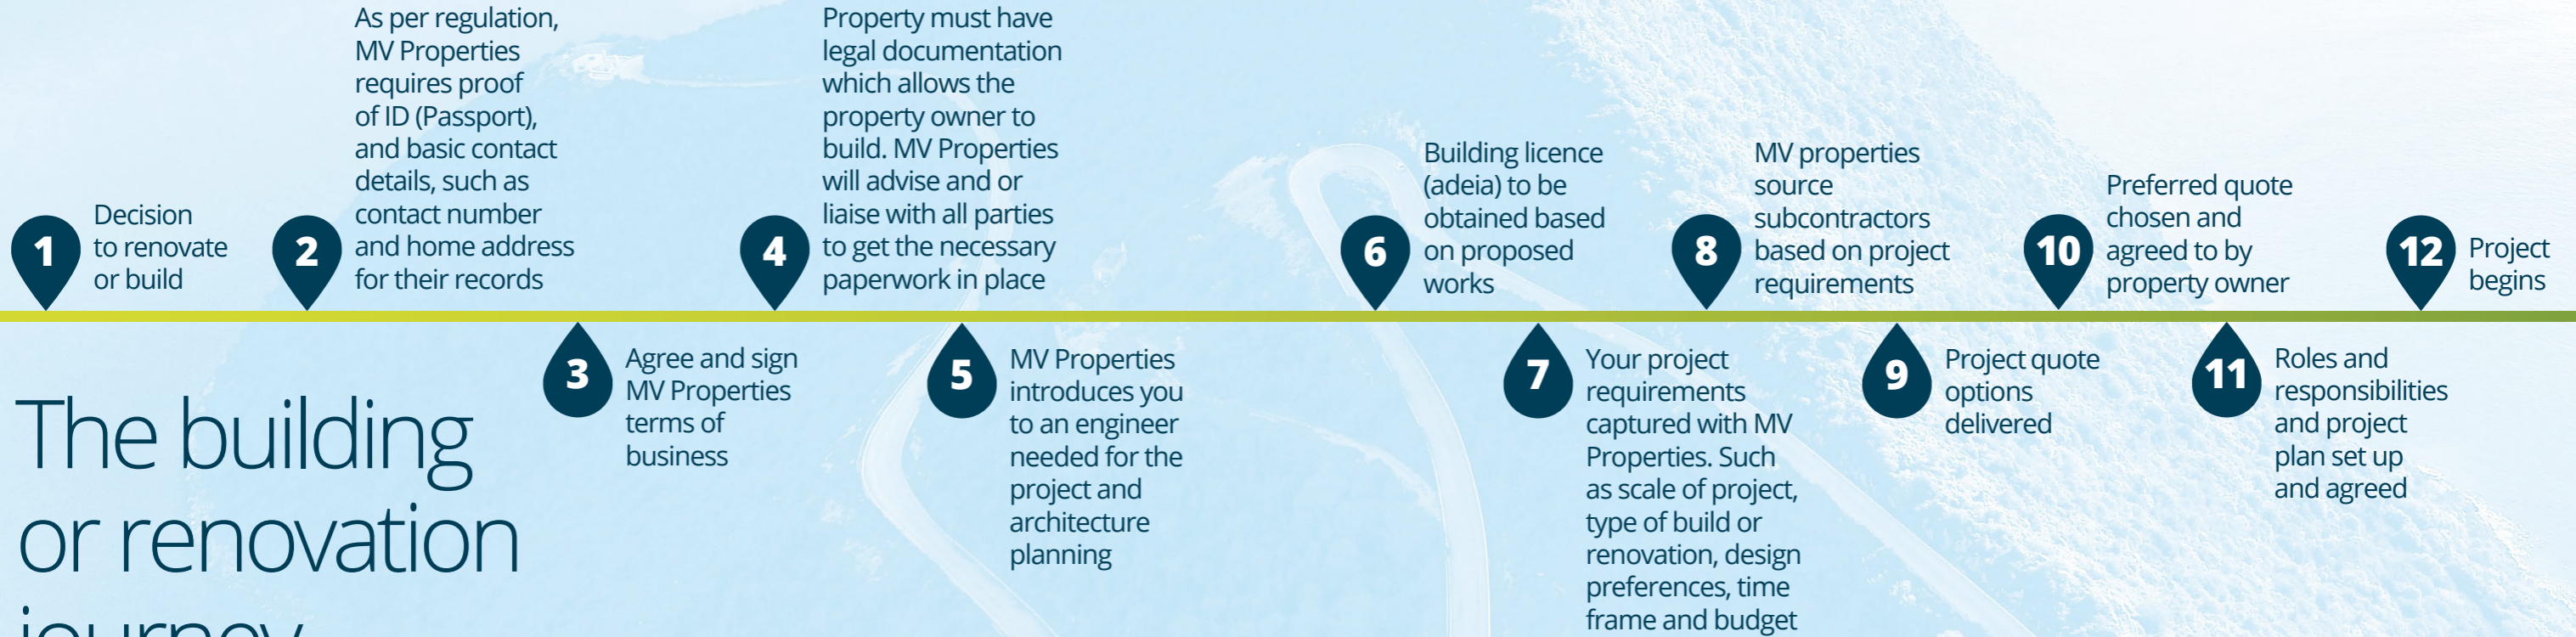 1
Decision
to renovate
or build
2
As per regulation,
MV Properties
requires proof
of ID (Passport),
and basic contact
details, such as
contact number
and home address
for their records
3
Agree and sign
MV Properties
terms of
business
4
Property must have
legal documentation
which allows the
property owner to
build. MV Properties
will advise and or
liaise with all parties
to get the necessary
paperwork in place
5
MV Properties
introduces you
to an engineer
needed for the
project and
architecture
planning
6
Building licence
(adeia) to be
obtained based
on proposed
works
7
Your project
requirements
captured with MV
Properties. Such
as scale of project,
type of build or
renovation, design
preferences, time
frame and budget
8
MV properties
source
subcontractors
based on project
requirements
9
Project quote
options
delivered
10
Preferred quote
chosen and
agreed to by
property owner
11
Roles and
responsibilities
and project
plan set up
and agreed
12
Project
begins
The building
or renovation
journey